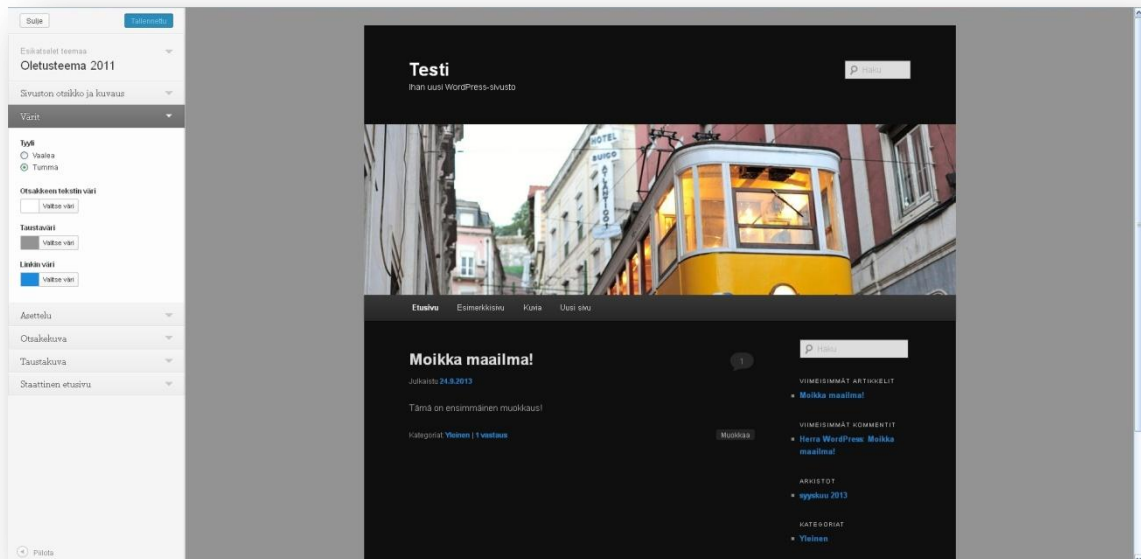 Sulje
Tallennettu
Esikatselet teemaa
Oletusteema 2011
Sivuston otsikko ja kuvaus
Värit
Tyyli
Vaalea
Tumma
Otsakkeen tekstin väri
Valitse väri
Taustaväri
Valitse väri
Linkin väri
Valitse väri
Asettelu
Otsakekuva
Taustakuva
Staattinen etusivu
Piilota
Testi
Ihan uusi WordPress-sivusto
Haku
HOTEL
SUICO
ATLANTICO
Etusivu Esimerkkisivu Kuvia Uusi sivu
Moikka maailma!
1
Julkaistu 24.9.2013
Tämä on ensimmäinen muokkaus!
Kategoriat: Yleinen | 1 vastaus
Muokkaa
Haku
VIIMEISIMMÄT ARTIKKELIT
Moikka maailma!
VIIMEISIMMÄT KOMMENTIT
Herra WordPress: Moikka
maailma!
ARKISTOT
syyskuu 2013
KATEGORIAT
Yleinen